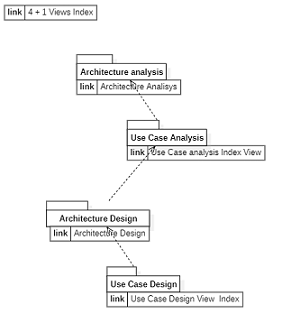 link 4 + 1 Views Index
Architecture analysis
link Architecture Analisys
Use Case Analysis
link Use Case analysis Index View
Architecture Design
link Architecture Design
Use Case Design
link Use Case Design View Index